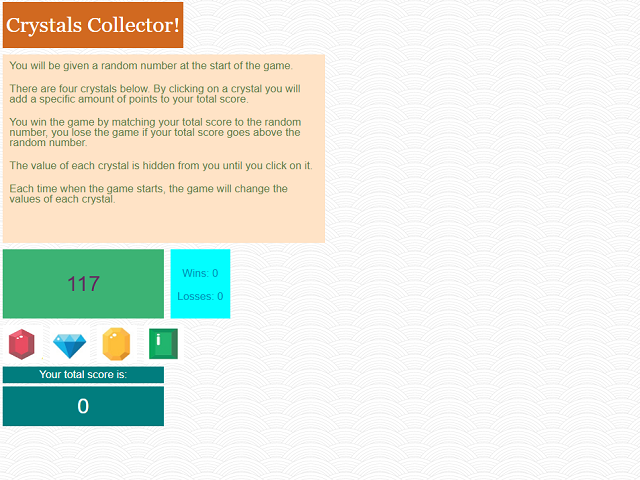 Crystals Collector!
You will be given a random number at the start of the game.
There are four crystals below. By clicking on a crystal you will
add a specific amount of points to your total score.
You win the game by matching your total score to the random
number, you lose the game if your total score goes above the
random number.
The value of each crystal is hidden from you until you click on it.
Each time when the game starts, the game will change the
values of each crystal.
117
Wins: 0
Losses: 0
Your total score is:
0